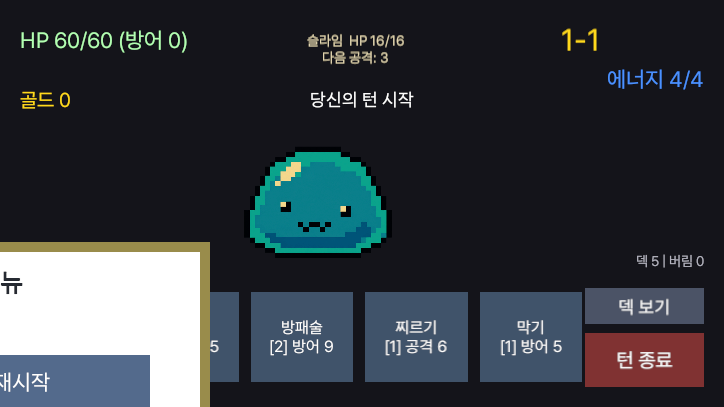 HP 60/60 (방어 0)
슬라임 HP 16/16
다음 공격: 3
1-1
에너지 4/4
골드 0
당신의 턴 시작
덱 5 | 버림 0
뉴
재시작
5
방패술
[2] 방어 9
찌르기
[1] 공격 6
막기
[1] 방어 5
덱 보기
턴 종료